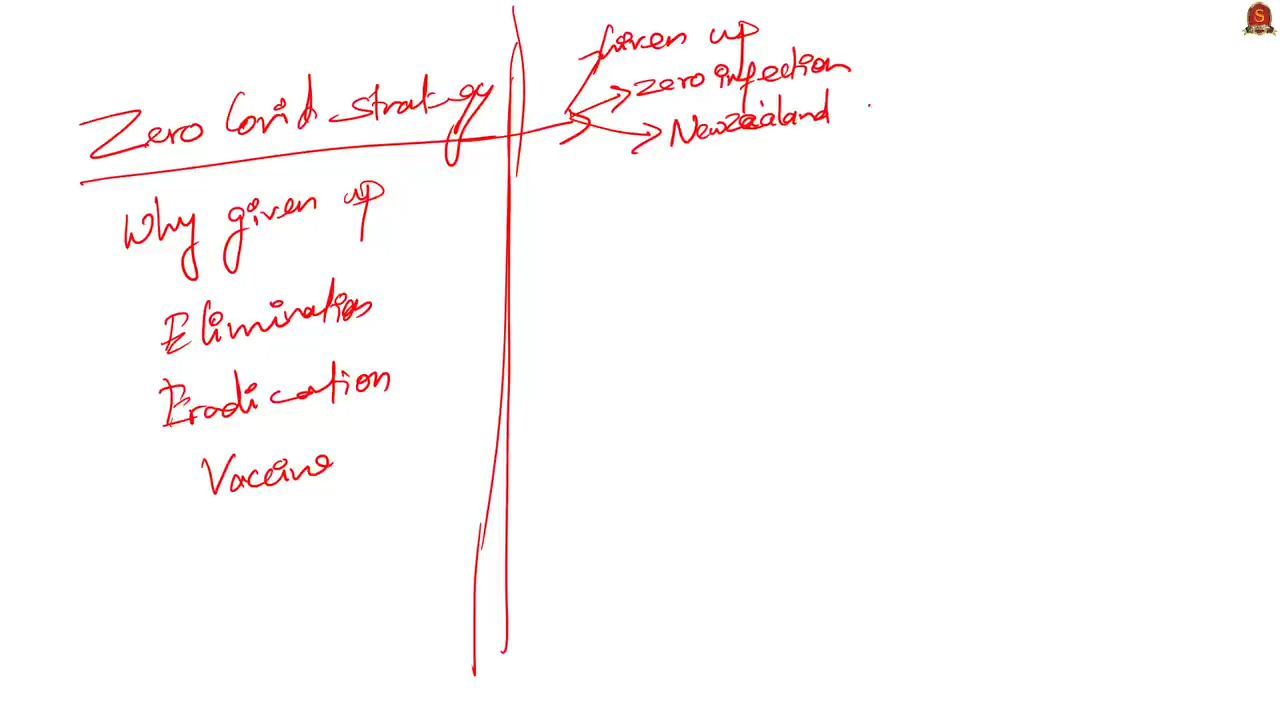 Zero Covid strategy
Why given up
Elimination
Eradication
Vaccine
Given up
zero infection
Newzealand